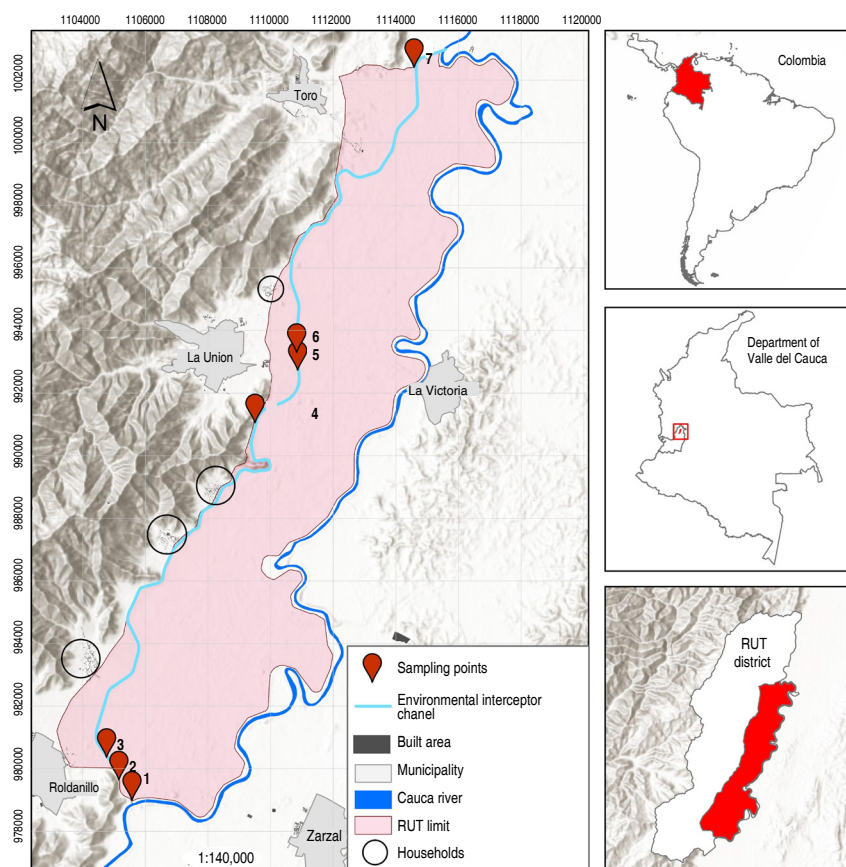 1104000 1106000 1108000 1110000 1112000 1114000 1116000 1118000 1120000
1002000
1000000
998000
996000
994000
992000
990000
988000
986000
984000
982000
980000
978000
N
Toro
7
La Union
6
5
4
La Victoria
3
2
1
Roldanillo
Zarzal
1:140,000
Sampling points
Environmental interceptor
chanel
Built area
Municipality
Cauca river
RUT limit
Households
Colombia
Department of
Valle del Cauca
RUT
district